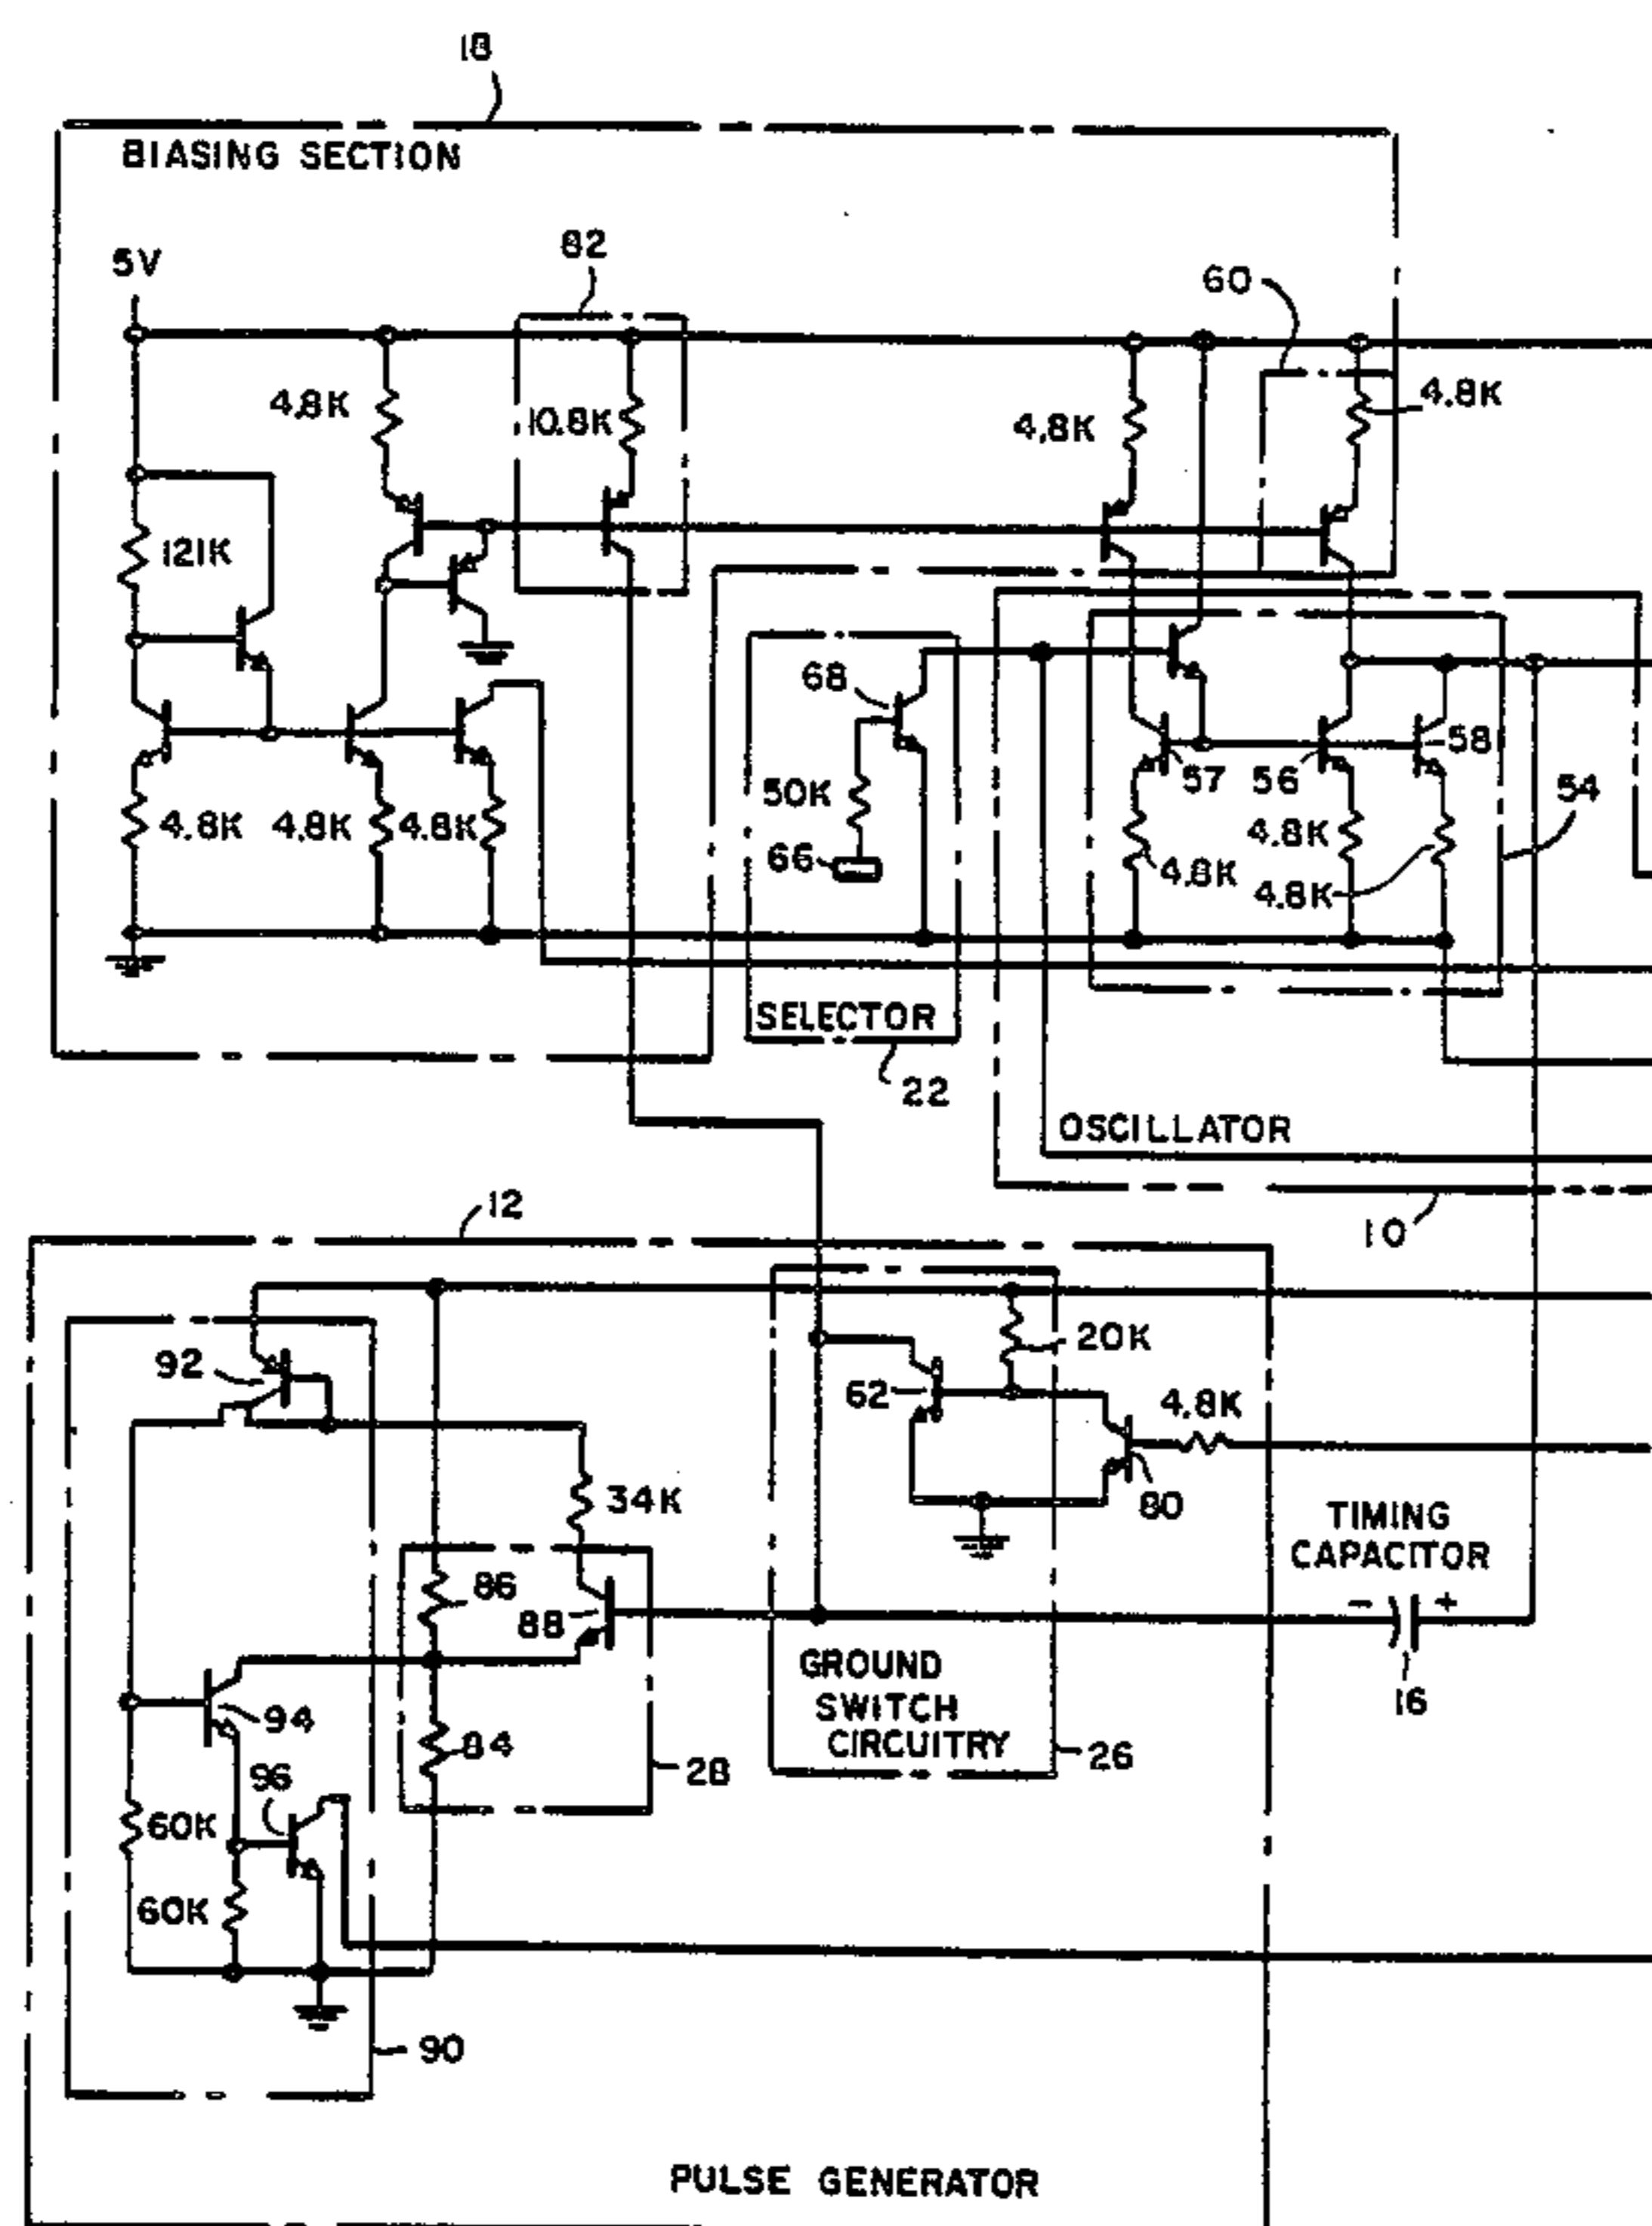 18
BIASING SECTION
5V
82
60
4.8K
10.8K
4.8K
4.8K
121K
68
50K
66
57
56
58
54
4.8K
4.8K
4.8K
4.8K
4.8K
4.8K
SELECTOR
22
OSCILLATOR
10
12
92
62
20K
4.8K
80
34K
TIMING
CAPACITOR
- +
16
86
88
94
84
28
GROUND
SWITCH
CIRCUITRY
26
96
60K
60K
90
PULSE GENERATOR